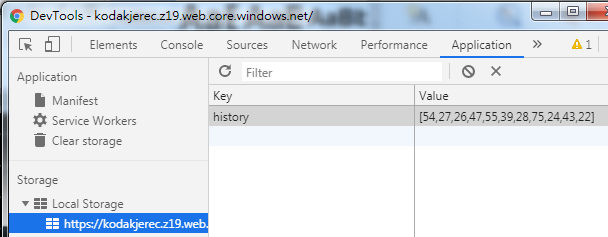 DevTools - kodakjerec.z19.web.core.windows.net/
Elements Console Sources Network Performance Memory Application » 1
Application
Manifest
Service Workers
Clear storage
Storage
Local Storage
https://kodakjerec.z19.web.
Filter
Key Value
history [54,27,26,47,55,39,28,75,24,43,22]